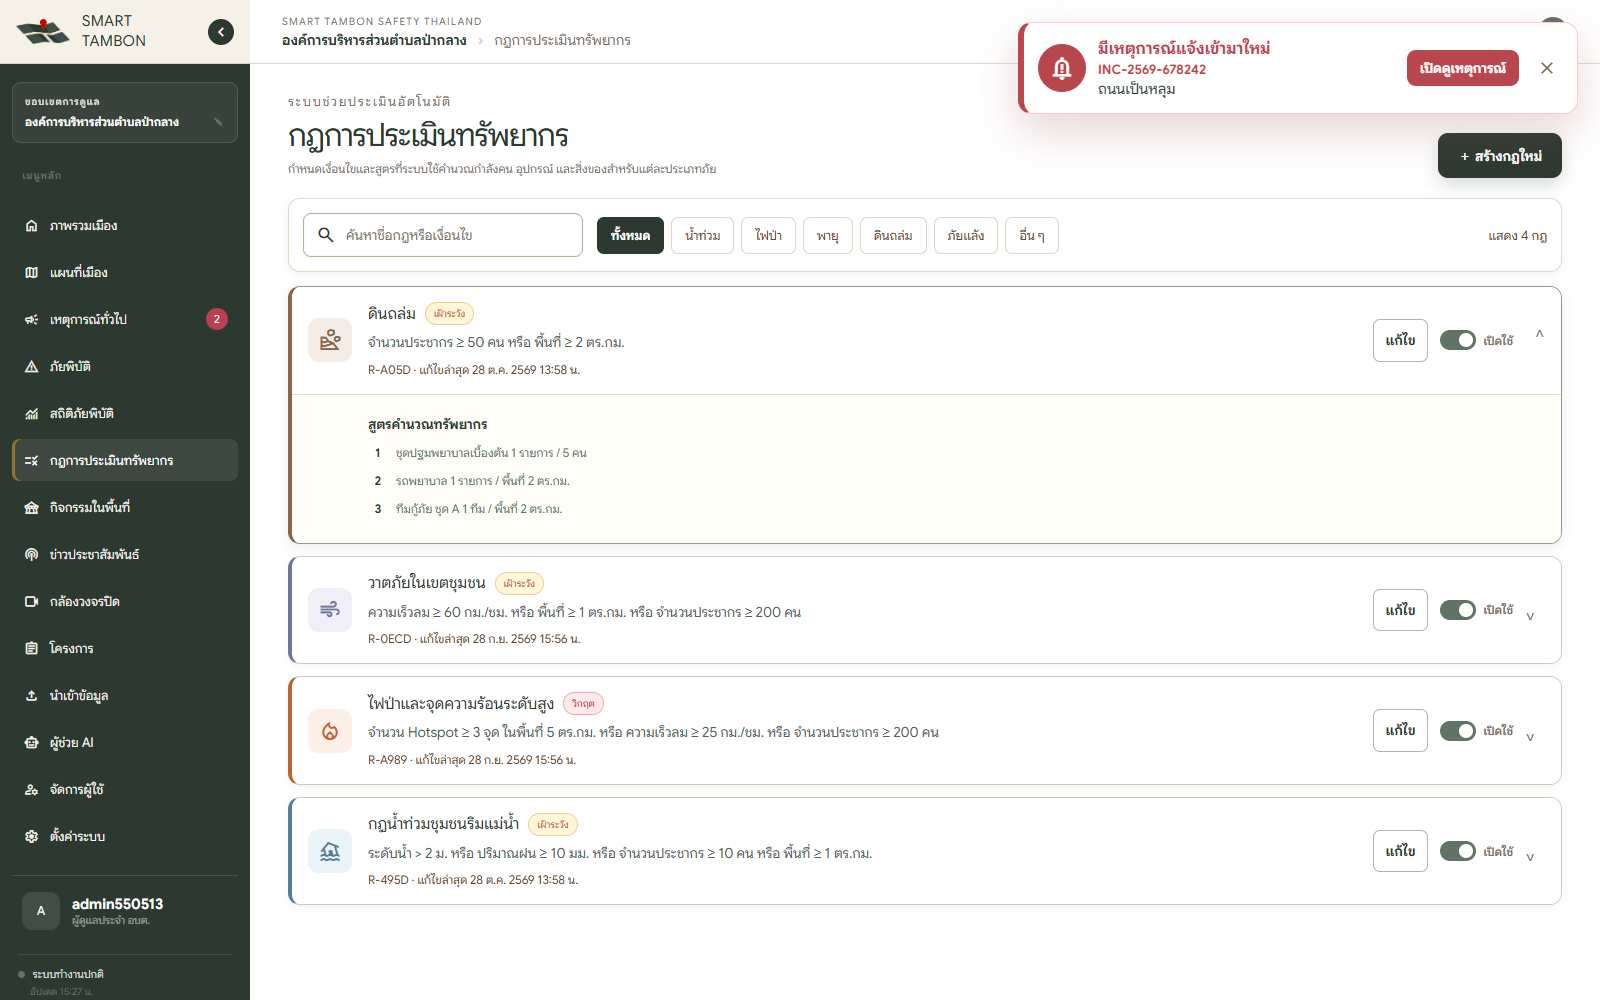 SMART
TAMBON
ขอบเขตการดูแล
องค์การบริหารส่วนตำบลป่ากลาง
เมนูหลัก
ภาพรวมเมือง
แผนที่เมือง
เหตุการณ์ทั่วไป
2
ภัยพิบัติ
สถิติภัยพิบัติ
กฎการประเมินทรัพยากร
กิจกรรมในพื้นที่
ข่าวประชาสัมพันธ์
กล้องวงจรปิด
โครงการ
นำเข้าข้อมูล
ผู้ช่วย AI
จัดการผู้ใช้
ตั้งค่าระบบ
A
admin550513
ผู้ดูแลประจำ อบต.
ระบบทำงานปกติ
อัปเดต 15:27 น.
SMART TAMBON SAFETY THAILAND
องค์การบริหารส่วนตำบลป่ากลาง › กฎการประเมินทรัพยากร
มีเหตุการณ์แจ้งเข้ามาใหม่
INC-2569-678242
ถนนเป็นหลุม
เปิดดูเหตุการณ์
ระบบช่วยประเมินอัตโนมัติ
กฎการประเมินทรัพยากร
กำหนดเงื่อนไขและสูตรที่ระบบใช้คำนวณกำลังคน อุปกรณ์ และสิ่งของสำหรับแต่ละประเภทภัย
+ สร้างกฎใหม่
ค้นหาชื่อกฎหรือเงื่อนไข
ทั้งหมด
น้ำท่วม
ไฟป่า
พายุ
ดินถล่ม
ภัยแล้ง
อื่น ๆ
แสดง 4 กฎ
ดินถล่ม เฝ้าระวัง
จำนวนประชากร ≥ 50 คน หรือ พื้นที่ ≥ 2 ตร.กม.
R-A05D · แก้ไขล่าสุด 28 ต.ค. 2569 13:58 น.
แก้ไข
เปิดใช้
สูตรคำนวณทรัพยากร
1 ชุดปฐมพยาบาลเบื้องต้น 1 รายการ / 5 คน
2 รถพยาบาล 1 รายการ / พื้นที่ 2 ตร.กม.
3 ทีมกู้ภัย ชุด A 1 ทีม / พื้นที่ 2 ตร.กม.
วาตภัยในเขตชุมชน เฝ้าระวัง
ความเร็วลม ≥ 60 กม./ชม. หรือ พื้นที่ ≥ 1 ตร.กม. หรือ จำนวนประชากร ≥ 200 คน
R-0ECD · แก้ไขล่าสุด 28 ก.ย. 2569 15:56 น.
แก้ไข
เปิดใช้
ไฟป่าและจุดความร้อนระดับสูง วิกฤต
จำนวน Hotspot ≥ 3 จุด ในพื้นที่ 5 ตร.กม. หรือ ความเร็วลม ≥ 25 กม./ชม. หรือ จำนวนประชากร ≥ 200 คน
R-A989 · แก้ไขล่าสุด 28 ก.ย. 2569 15:56 น.
แก้ไข
เปิดใช้
กฎน้ำท่วมชุมชนริมแม่น้ำ เฝ้าระวัง
ระดับน้ำ > 2 ม. หรือ ปริมาณฝน ≥ 10 มม. หรือ จำนวนประชากร ≥ 10 คน หรือ พื้นที่ ≥ 1 ตร.กม.
R-495D · แก้ไขล่าสุด 28 ต.ค. 2569 13:58 น.
แก้ไข
เปิดใช้